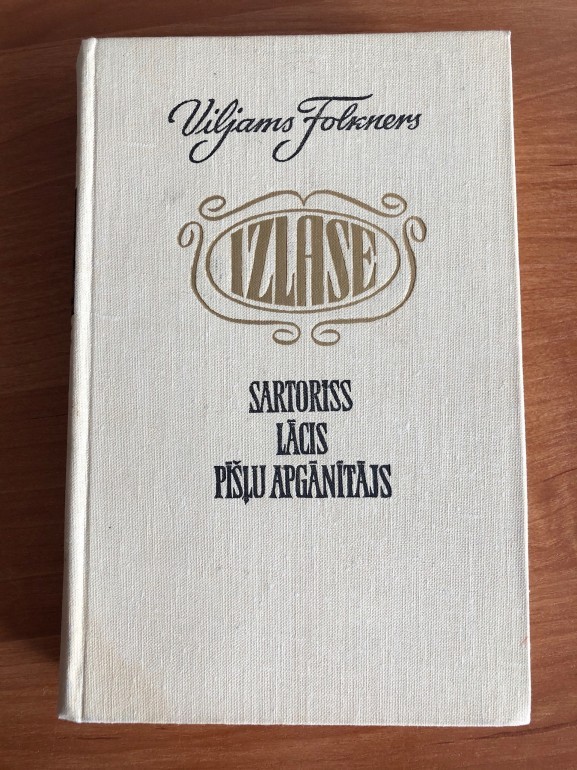 Viljams Folkners
IZLASE
SARTORISS
LĀCIS
PĪŠĻU APGĀNĪTĀJS